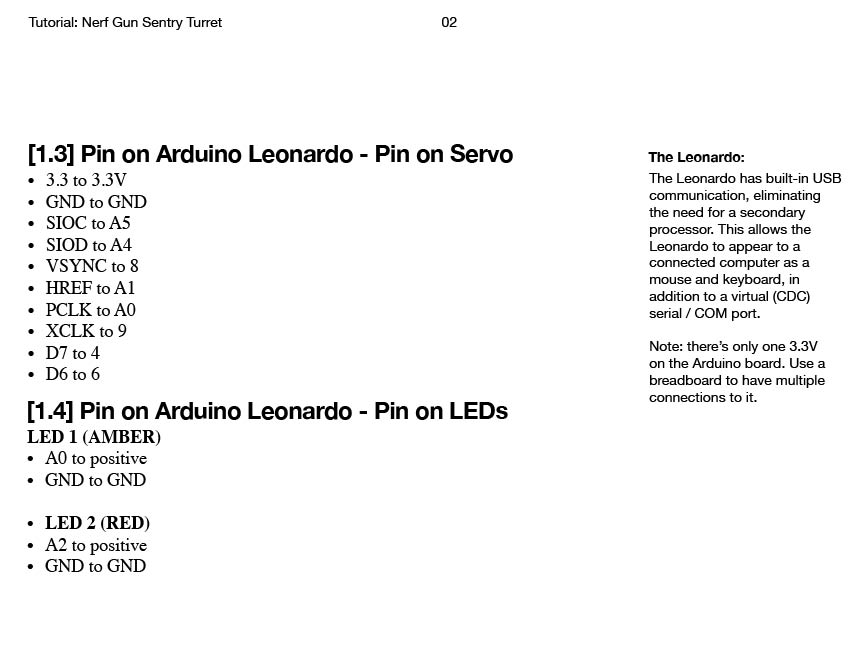 Tutorial: Nerf Gun Sentry Turret
02
[1.3] Pin on Arduino Leonardo - Pin on Servo
• 3.3 to 3.3V
• GND to GND
• SIOC to A5
• SIOD to A4
• VSYNC to 8
• HREF to A1
• PCLK to A0
• XCLK to 9
• D7 to 4
• D6 to 6
[1.4] Pin on Arduino Leonardo - Pin on LEDs
LED 1 (AMBER)
• A0 to positive
• GND to GND
• LED 2 (RED)
• A2 to positive
• GND to GND
The Leonardo:
The Leonardo has built-in USB
communication, eliminating
the need for a secondary
processor. This allows the
Leonardo to appear to a
connected computer as a
mouse and keyboard, in
addition to a virtual (CDC)
serial / COM port.
Note: there’s only one 3.3V
on the Arduino board. Use a
breadboard to have multiple
connections to it.